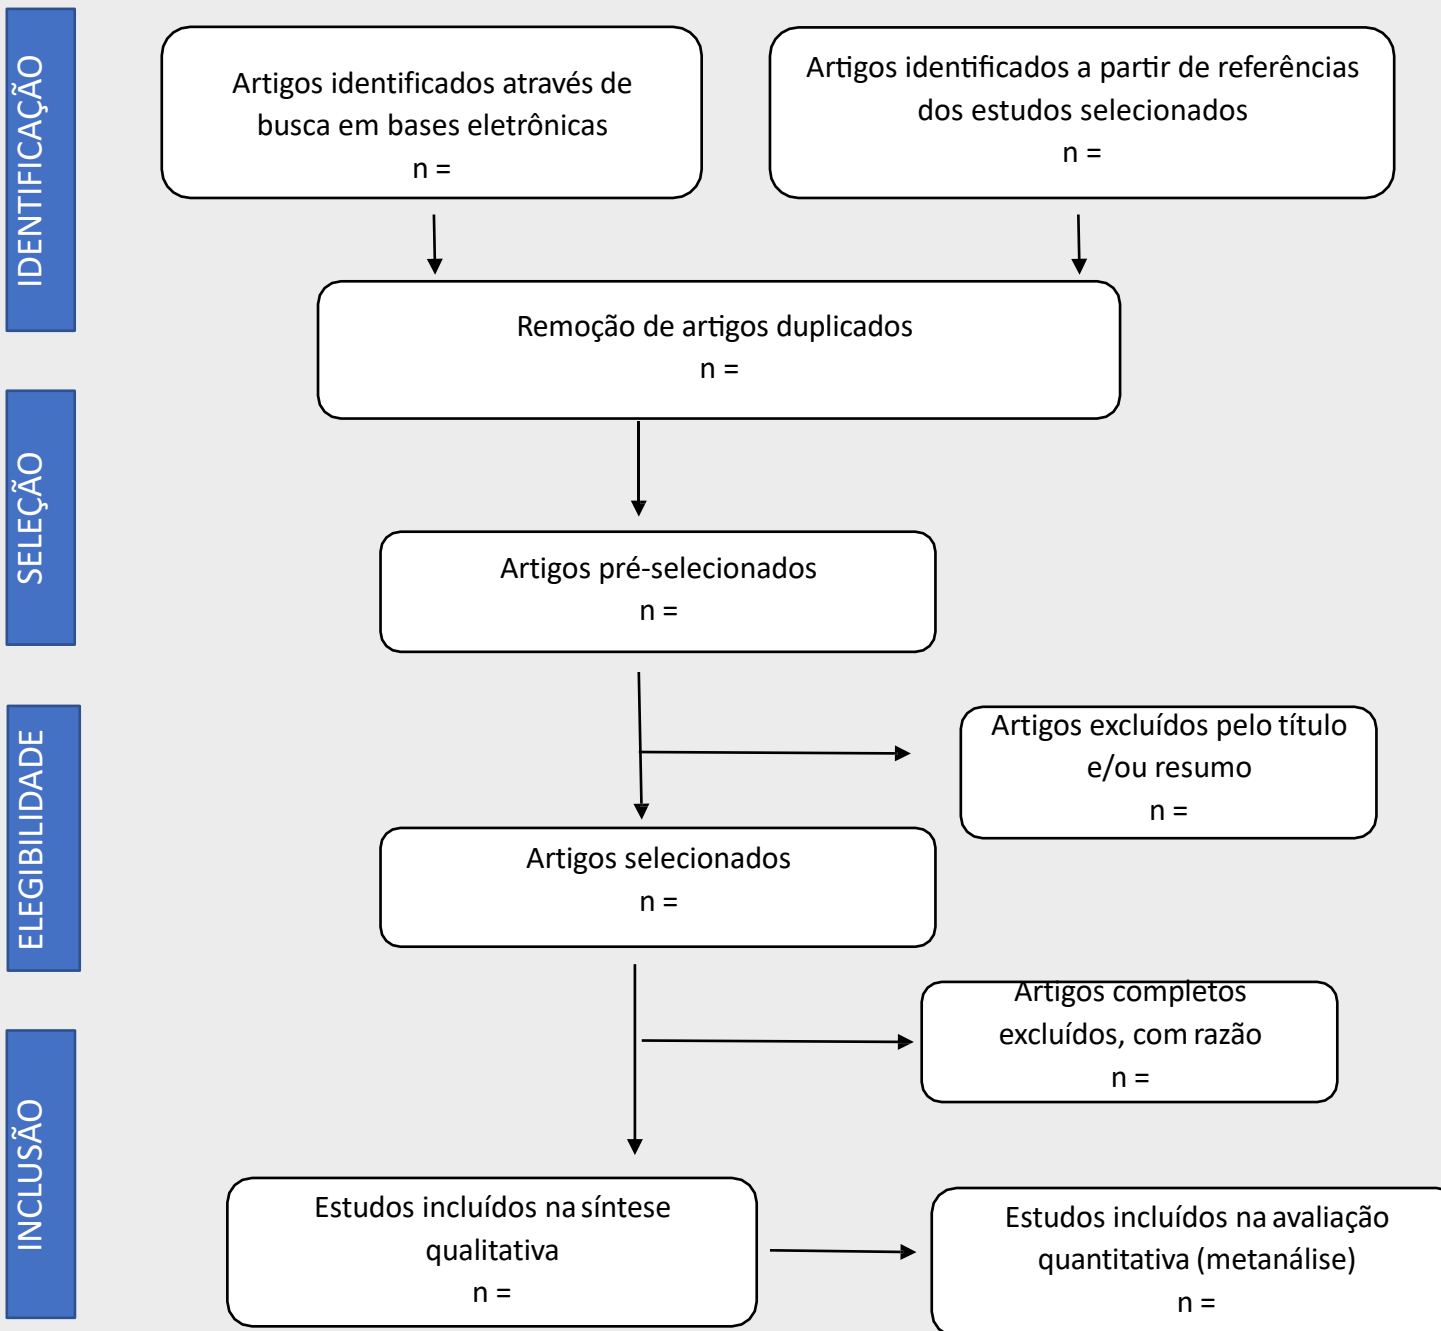 IDENTIFICAÇÃO
Artigos identificados através de
busca em bases eletrônicas
n =
Artigos identificados a partir de referências
dos estudos selecionados
n =
Remoção de artigos duplicados
n =
SELEÇÃO
Artigos pré-selecionados
n =
ELEGIBILIDADE
Artigos excluídos pelo título
e/ou resumo
n =
Artigos selecionados
n =
Artigos completos
excluídos, com razão
n =
INCLUSÃO
Estudos incluídos na síntese
qualitativa
n =
Estudos incluídos na avaliação
quantitativa (metanálise)
n =